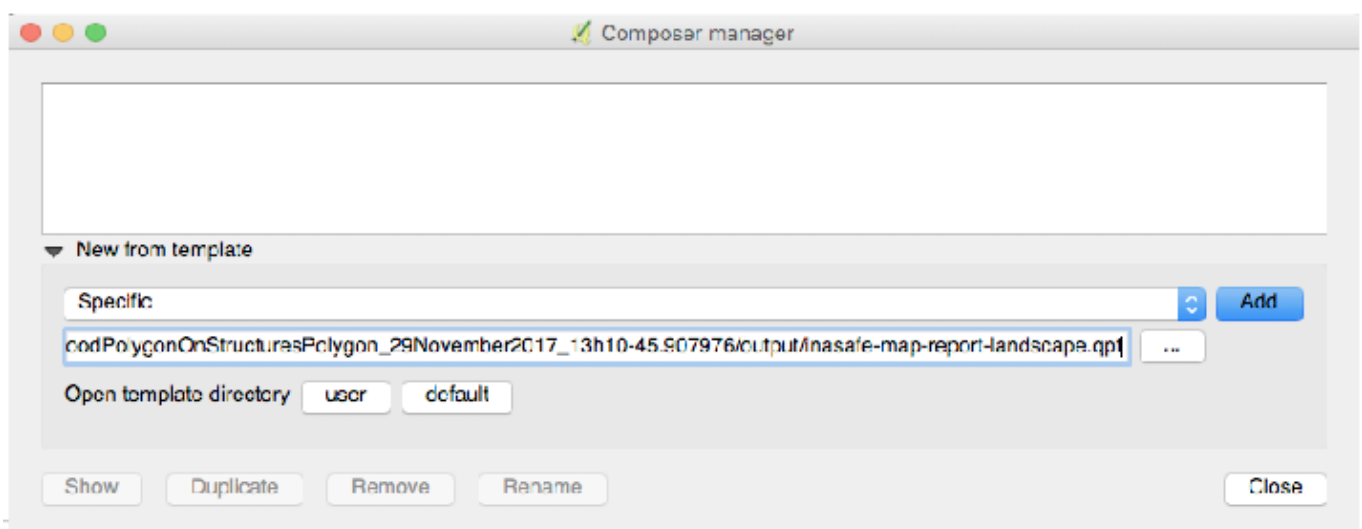 Composer manager
New from template
Specific
Add
oodPolygonOnStructuresPolygon_29November2017_13h10-45.907976/output/inasafe-map-report-landscape.qpt
...
Open template directory user default
Show Duplicate Remove Rename Close